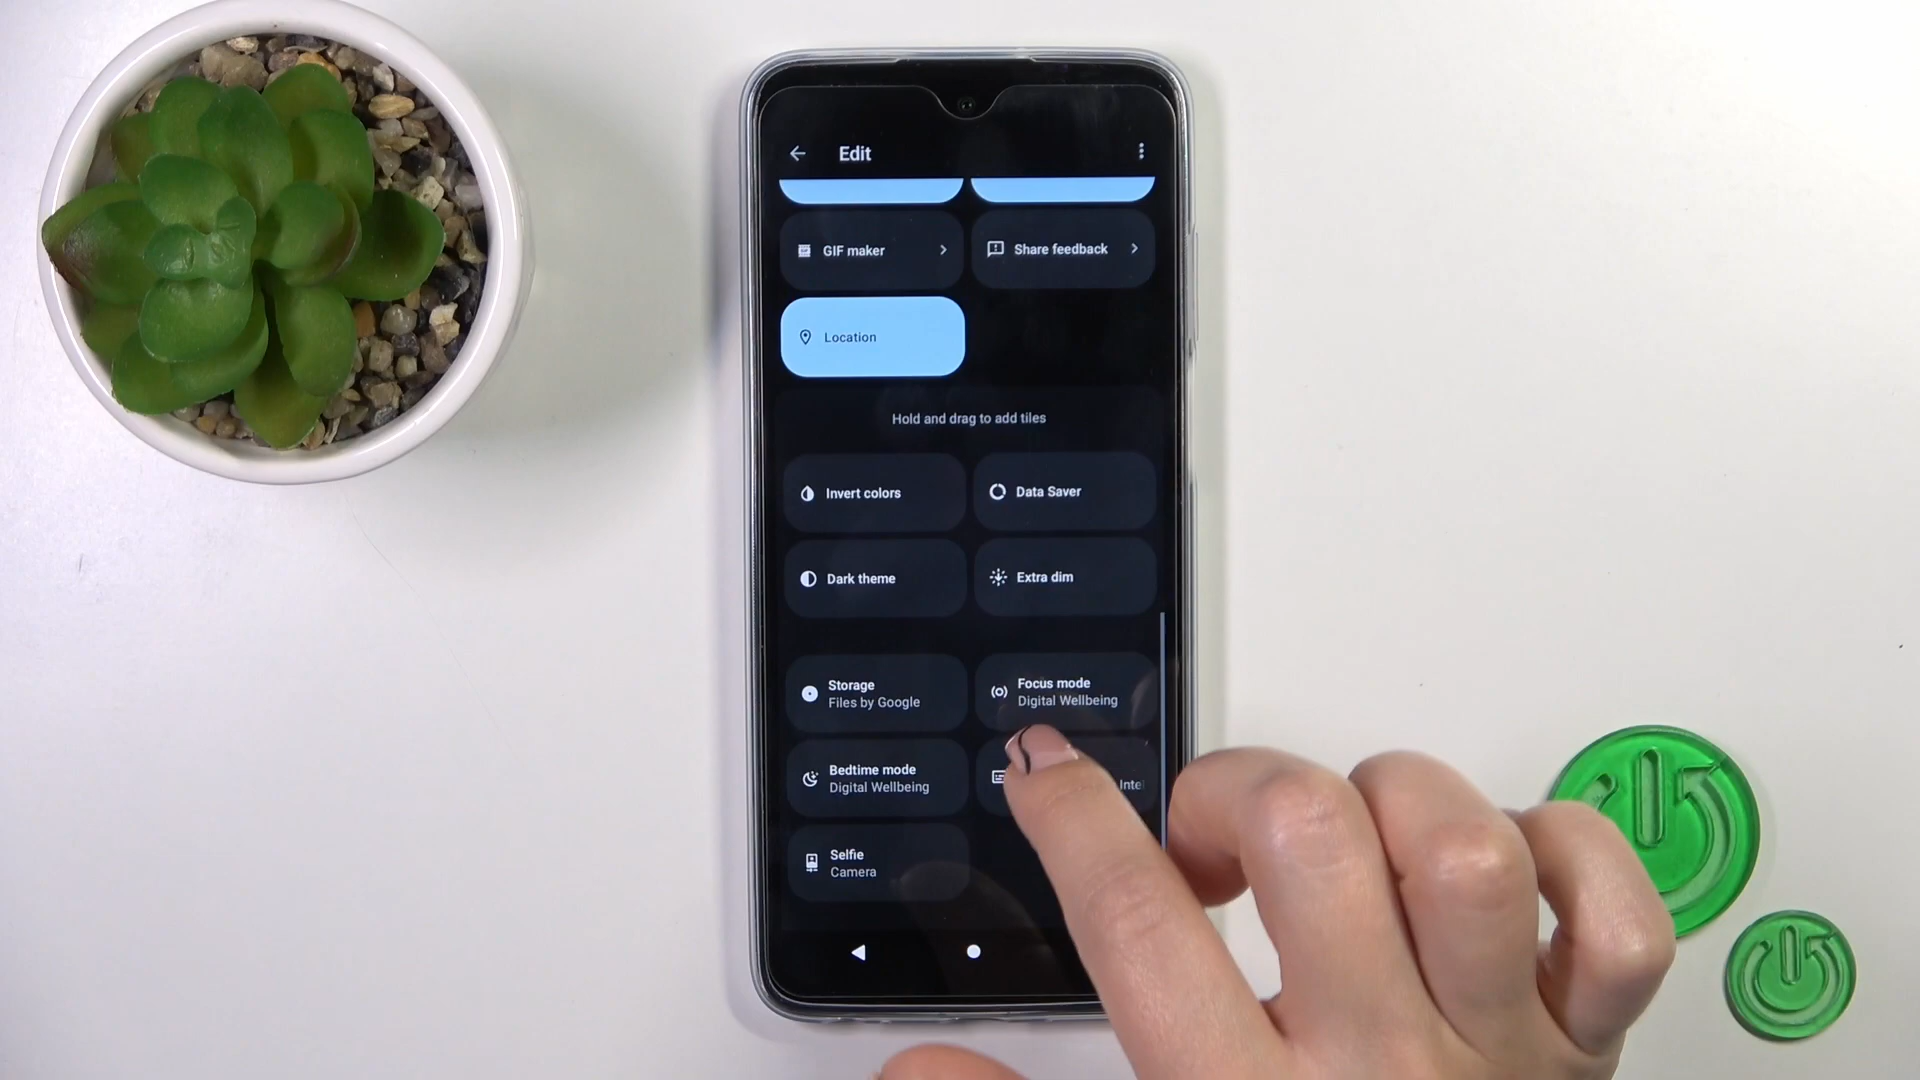 Edit
GIF maker
Share feedback
Location
Hold and drag to add tiles
Invert colors
Data Saver
Dark theme
Extra dim
Storage
Files by Google
Focus mode
Digital Wellbeing
Bedtime mode
Digital Wellbeing
Selfie
Camera